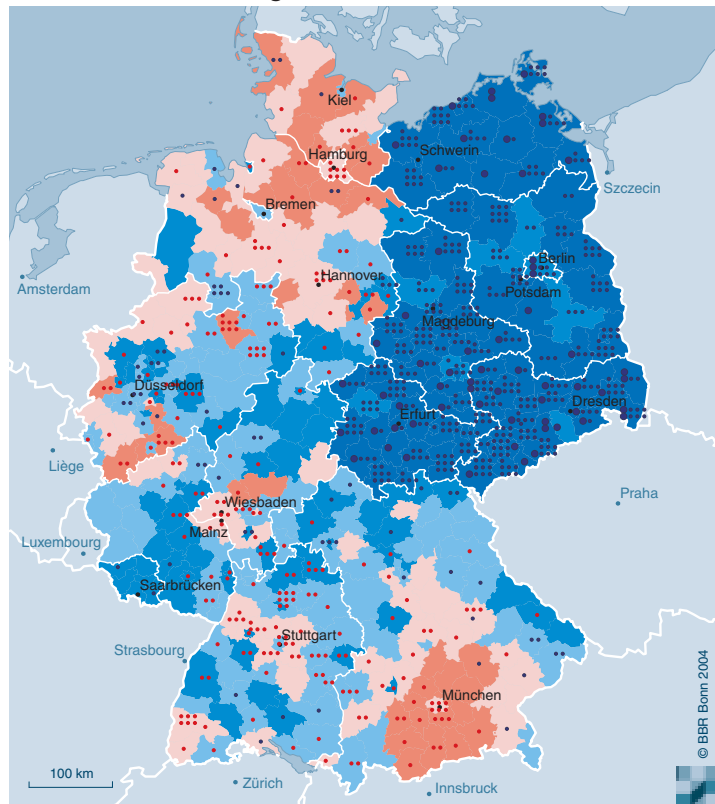 Kiel
Hamburg
Schwerin
Szczecin
Bremen
Berlin
Amsterdam
Hannover
Potsdam
Magdeburg
Düsseldorf
Dresden
Erfurt
Liège
Praha
Wiesbaden
Mainz
Luxembourg
Saarbrücken
Stuttgart
Strasbourg
München
© BBR Bonn 2004
100 km
Zürich
Innsbruck